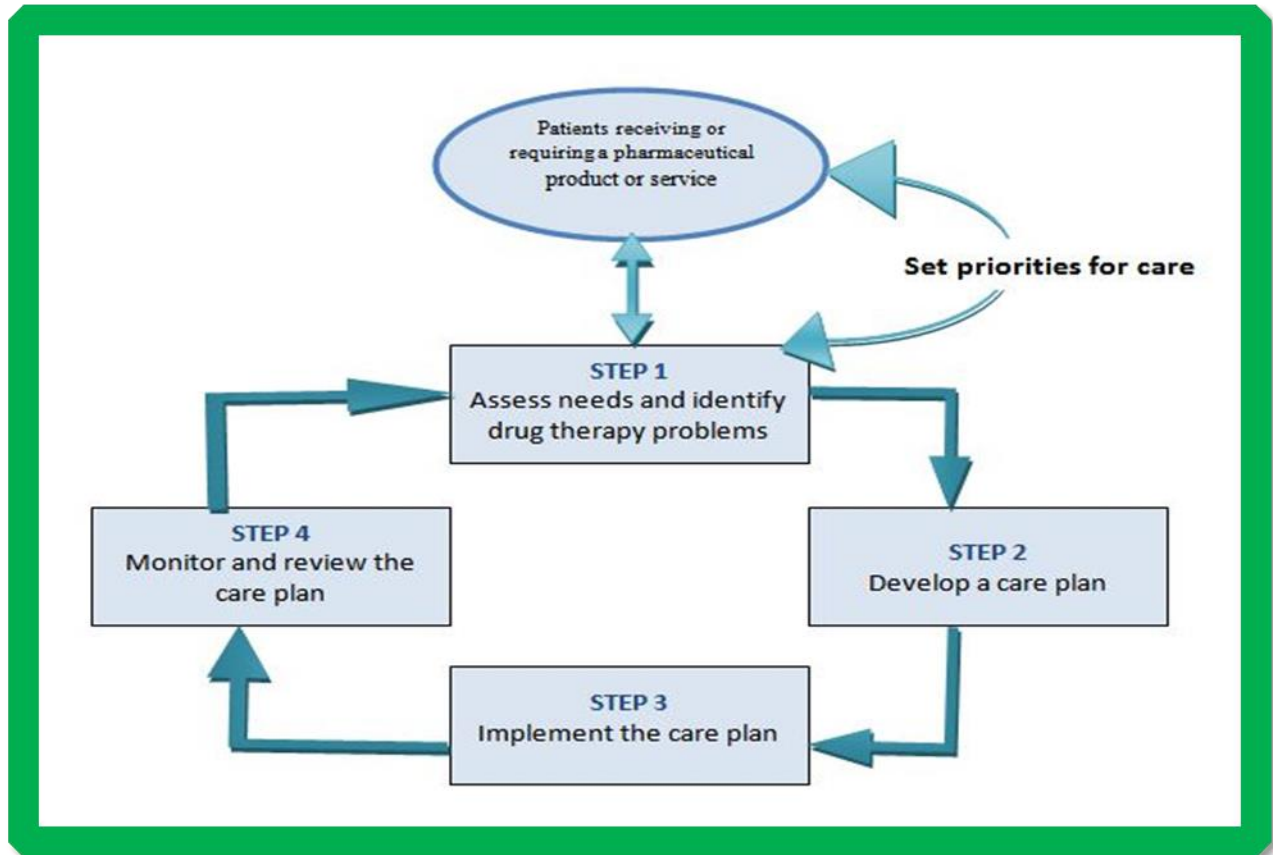 Patients receiving or
requiring a pharmaceutical
product or service
Set priorities for care
STEP 1
Assess needs and identify
drug therapy problems
STEP 4
Monitor and review the
care plan
STEP 2
Develop a care plan
STEP 3
Implement the care plan